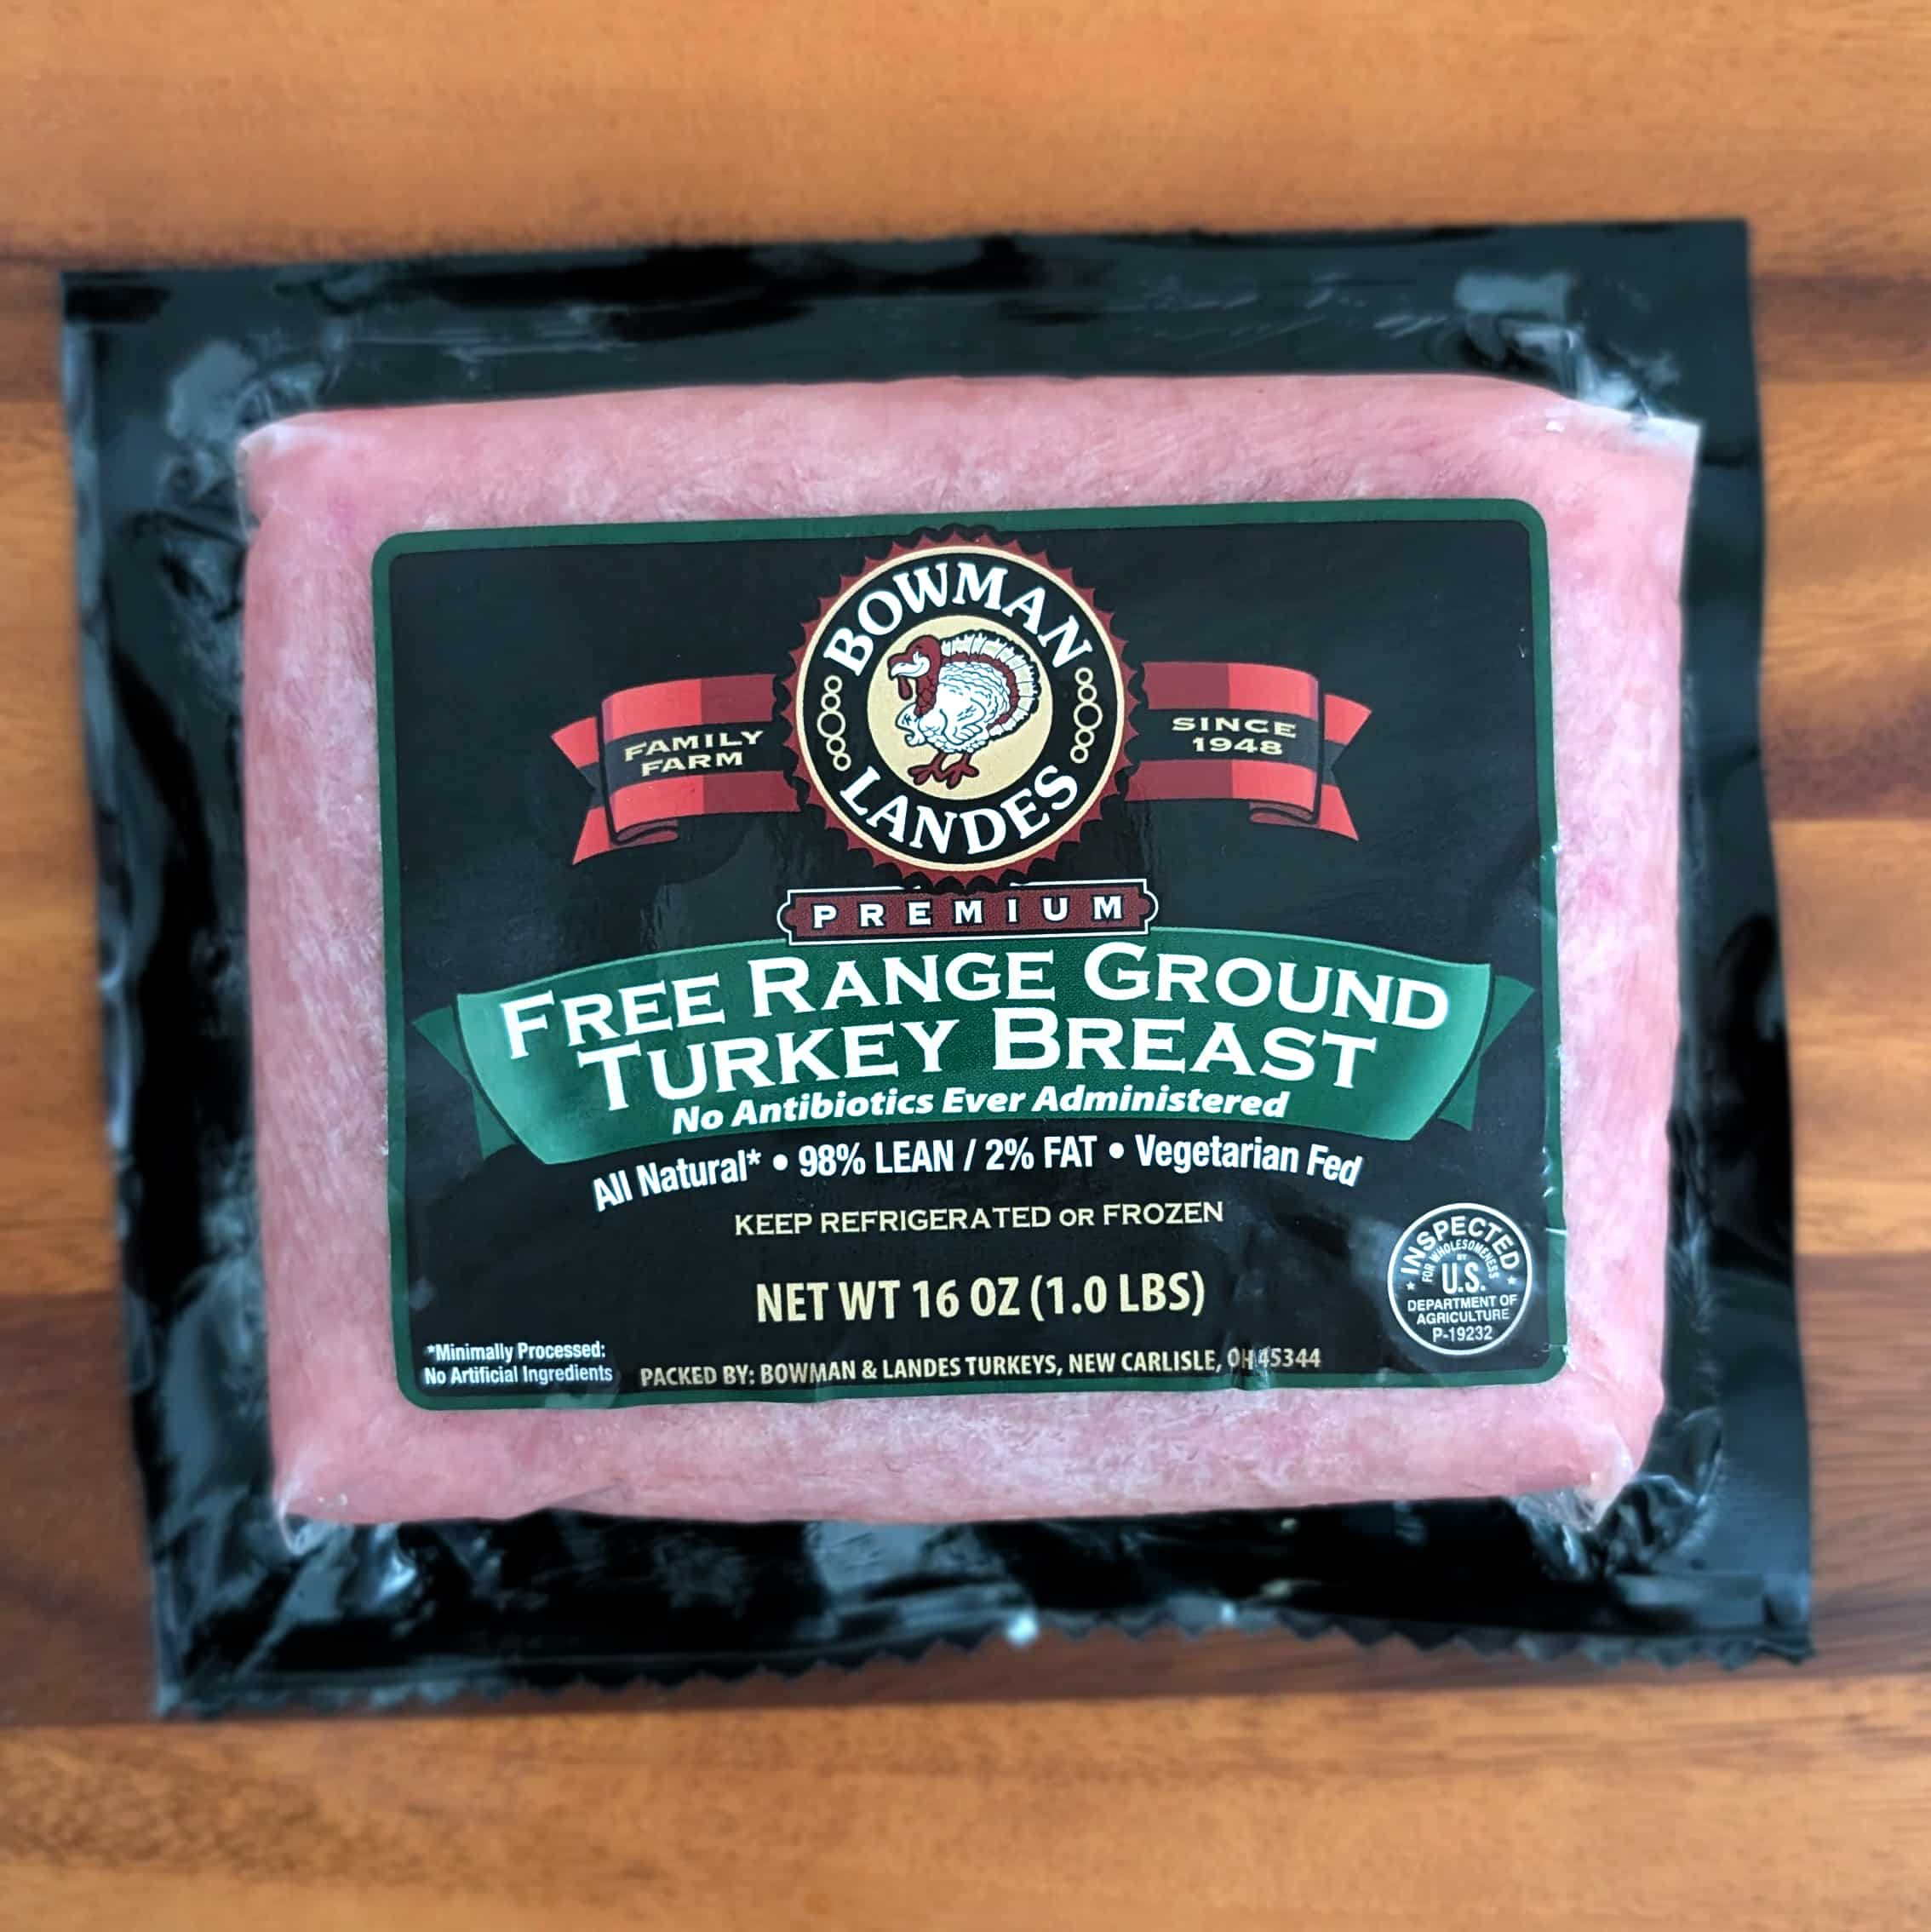 BOWMAN
LANDES
FAMILY
FARM
SINCE
1948
PREMIUM
FREE RANGE GROUND
TURKEY BREAST
No Antibiotics Ever Administered
All Natural* • 98% LEAN / 2% FAT • Vegetarian Fed
KEEP REFRIGERATED OR FROZEN
NET WT 16 OZ (1.0 LBS)
INSPECTED
FOR WHOLESOMENESS
BY
U.S.
DEPARTMENT OF
AGRICULTURE
P-19232
*Minimally Processed:
No Artificial Ingredients
PACKED BY: BOWMAN & LANDES TURKEYS, NEW CARLISLE, OH 45344